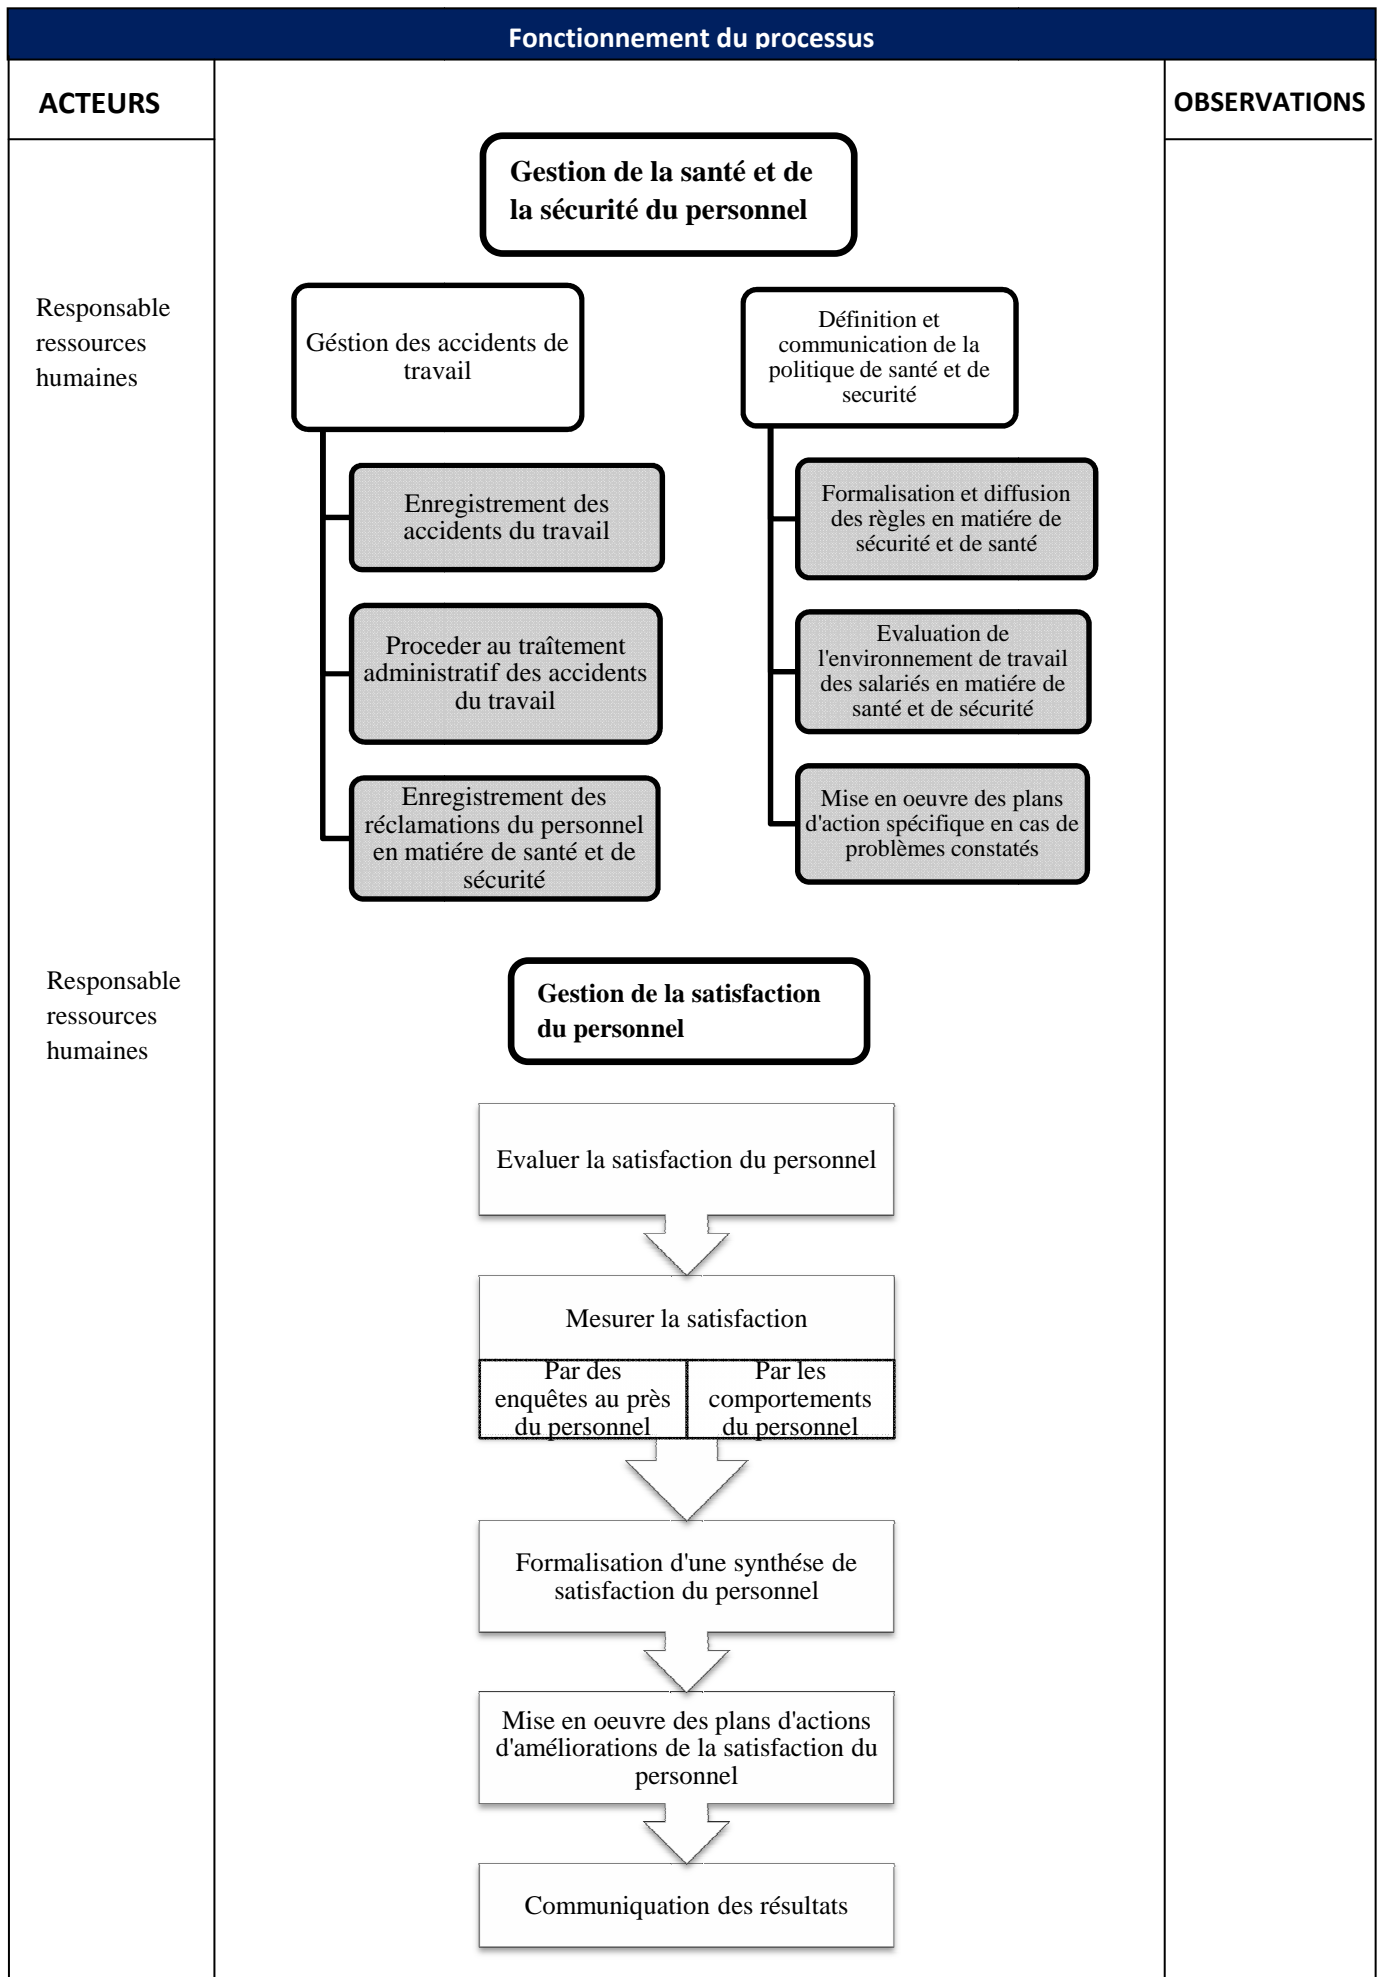 Fonctionnement du processus
ACTEURS
OBSERVATIONS
Gestion de la santé et de
la sécurité du personnel
Responsable
ressources
humaines
Géstion des accidents de
travail
Enregistrement des
accidents du travail
Proceder au traîtement
administratif des accidents
du travail
Enregistrement des
réclamations du personnel
en matiére de santé et de
sécurité
Définition et
communication de la
politique de santé et de
securité
Formalisation et diffusion
des règles en matiére de
sécurité et de santé
Evaluation de
l'environnement de travail
des salariés en matiére de
santé et de sécurité
Mise en oeuvre des plans
d'action spécifique en cas de
problèmes constatés
Responsable
ressources
humaines
Gestion de la satisfaction
du personnel
Evaluer la satisfaction du personnel
Mesurer la satisfaction
Par des
enquêtes au près
du personnel
Par les
comportements
du personnel
Formalisation d'une synthése de
satisfaction du personnel
Mise en oeuvre des plans d'actions
d'améliorations de la satisfaction du
personnel
Communiquation des résultats